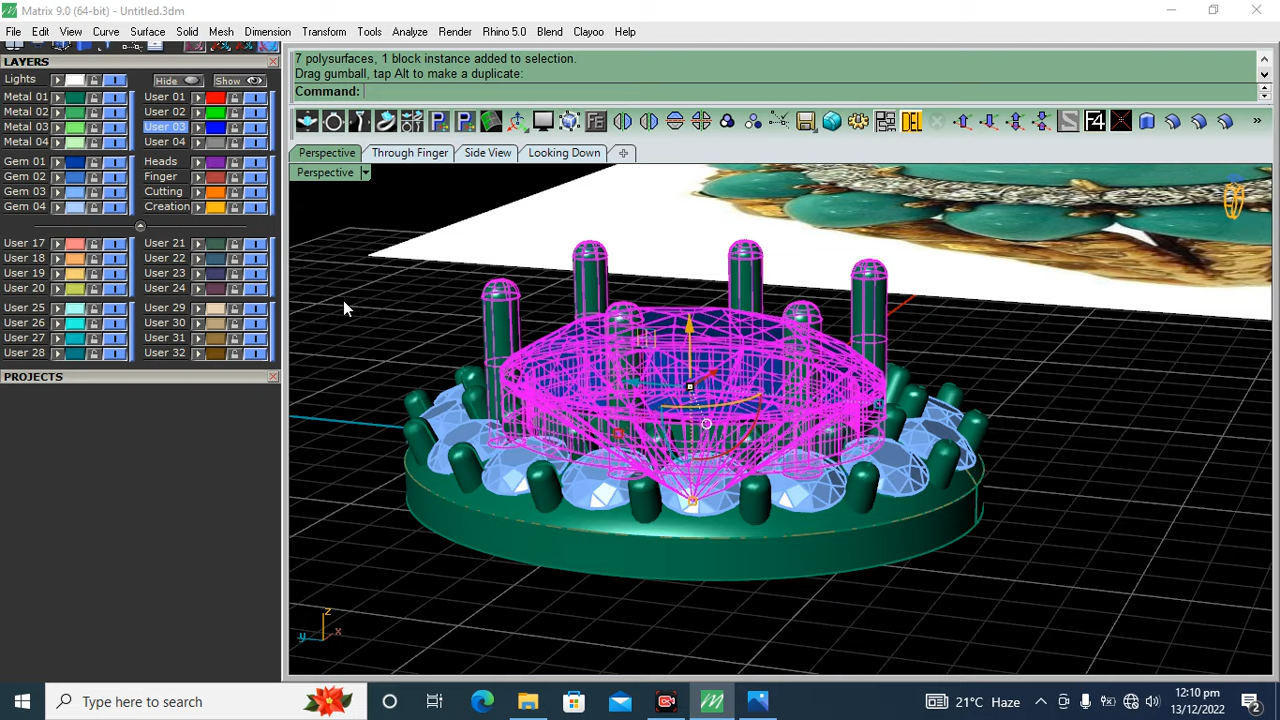 Matrix 9.0 (64-bit) - Untitled.3dm
File Edit View Curve Surface Solid Mesh Dimension Transform Tools Analyze Render Rhino 5.0 Blend Clayoo Help
LAYERS
Lights Hide Show
Metal 01 User 01
Metal 02 User 02
Metal 03 User 03
Metal 04 User 04
Gem 01 Heads
Gem 02 Finger
Gem 03 Cutting
Gem 04 Creation
User 17 User 21
User 18 User 22
User 19 User 23
User 20 User 24
User 25 User 29
User 26 User 30
User 27 User 31
User 28 User 32
PROJECTS
7 polysurfaces, 1 block instance added to selection.
Drag gumball, tap Alt to make a duplicate:
Command:
P P FE DEL S F4 »
Perspective Through Finger Side View Looking Down
Perspective
z
y x
Type here to search
21°C Haze
12:10 pm
13/12/2022
2